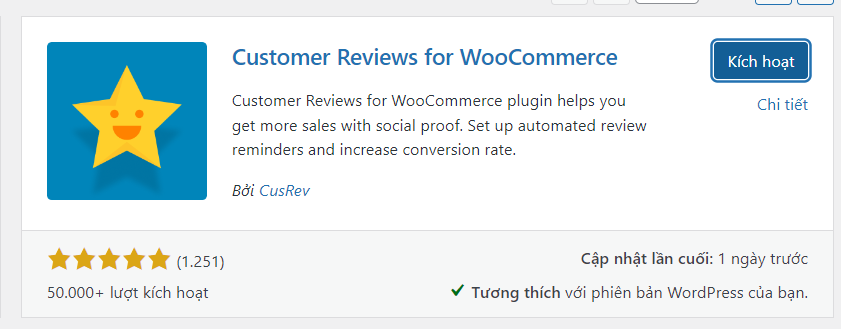 Customer Reviews for WooCommerce
Kích hoạt
Chi tiết
Customer Reviews for WooCommerce plugin helps you
get more sales with social proof. Set up automated review
reminders and increase conversion rate.
Bởi CusRev
(1.251)
Cập nhật lần cuối: 1 ngày trước
50.000+ lượt kích hoạt
Tương thích với phiên bản WordPress của bạn.